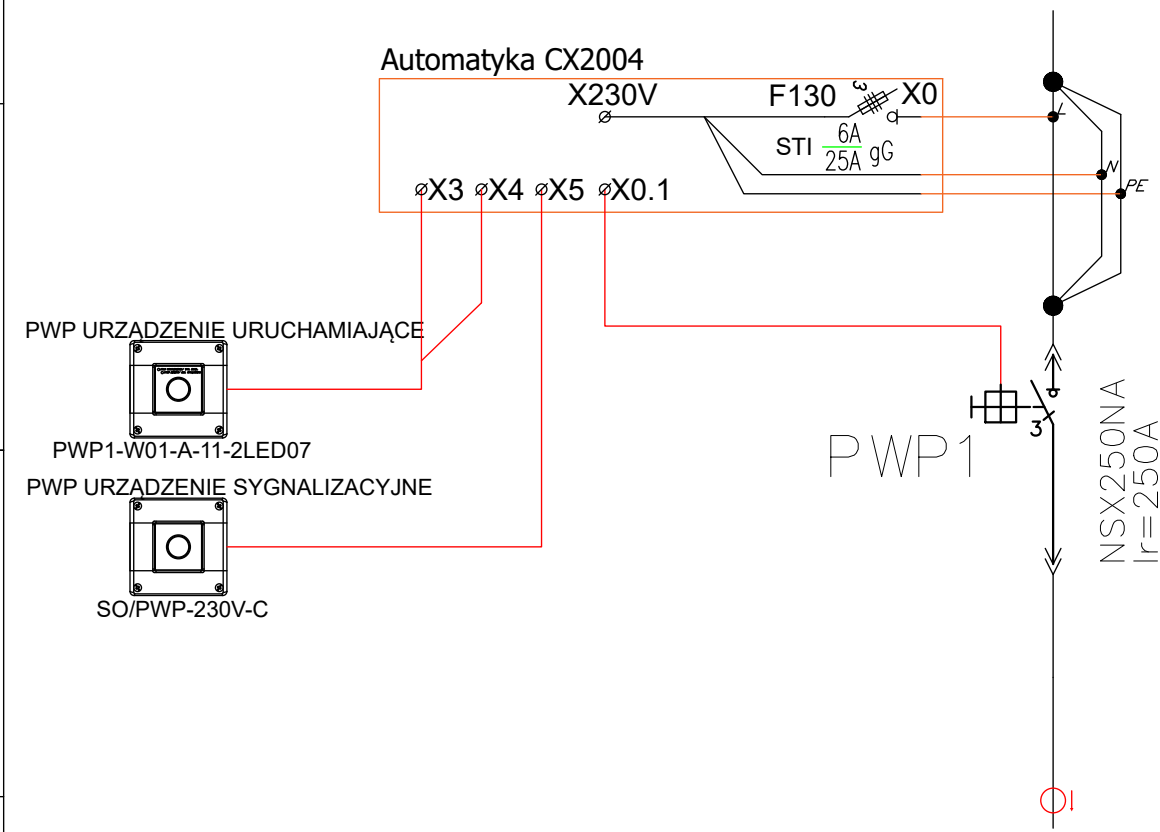 Automatyka CX2004
X230V
F130
3
X0
STI 6A
25A gG
L
N
PE
X3
X4
X5
X0.1
PWP URZĄDZENIE URUCHAMIAJĄCE
PWP1-W01-A-11-2LED07
PWP URZĄDZENIE SYGNALIZACYJNE
SO/PWP-230V-C
PWP1
3
NSX250NA
Ir=250A